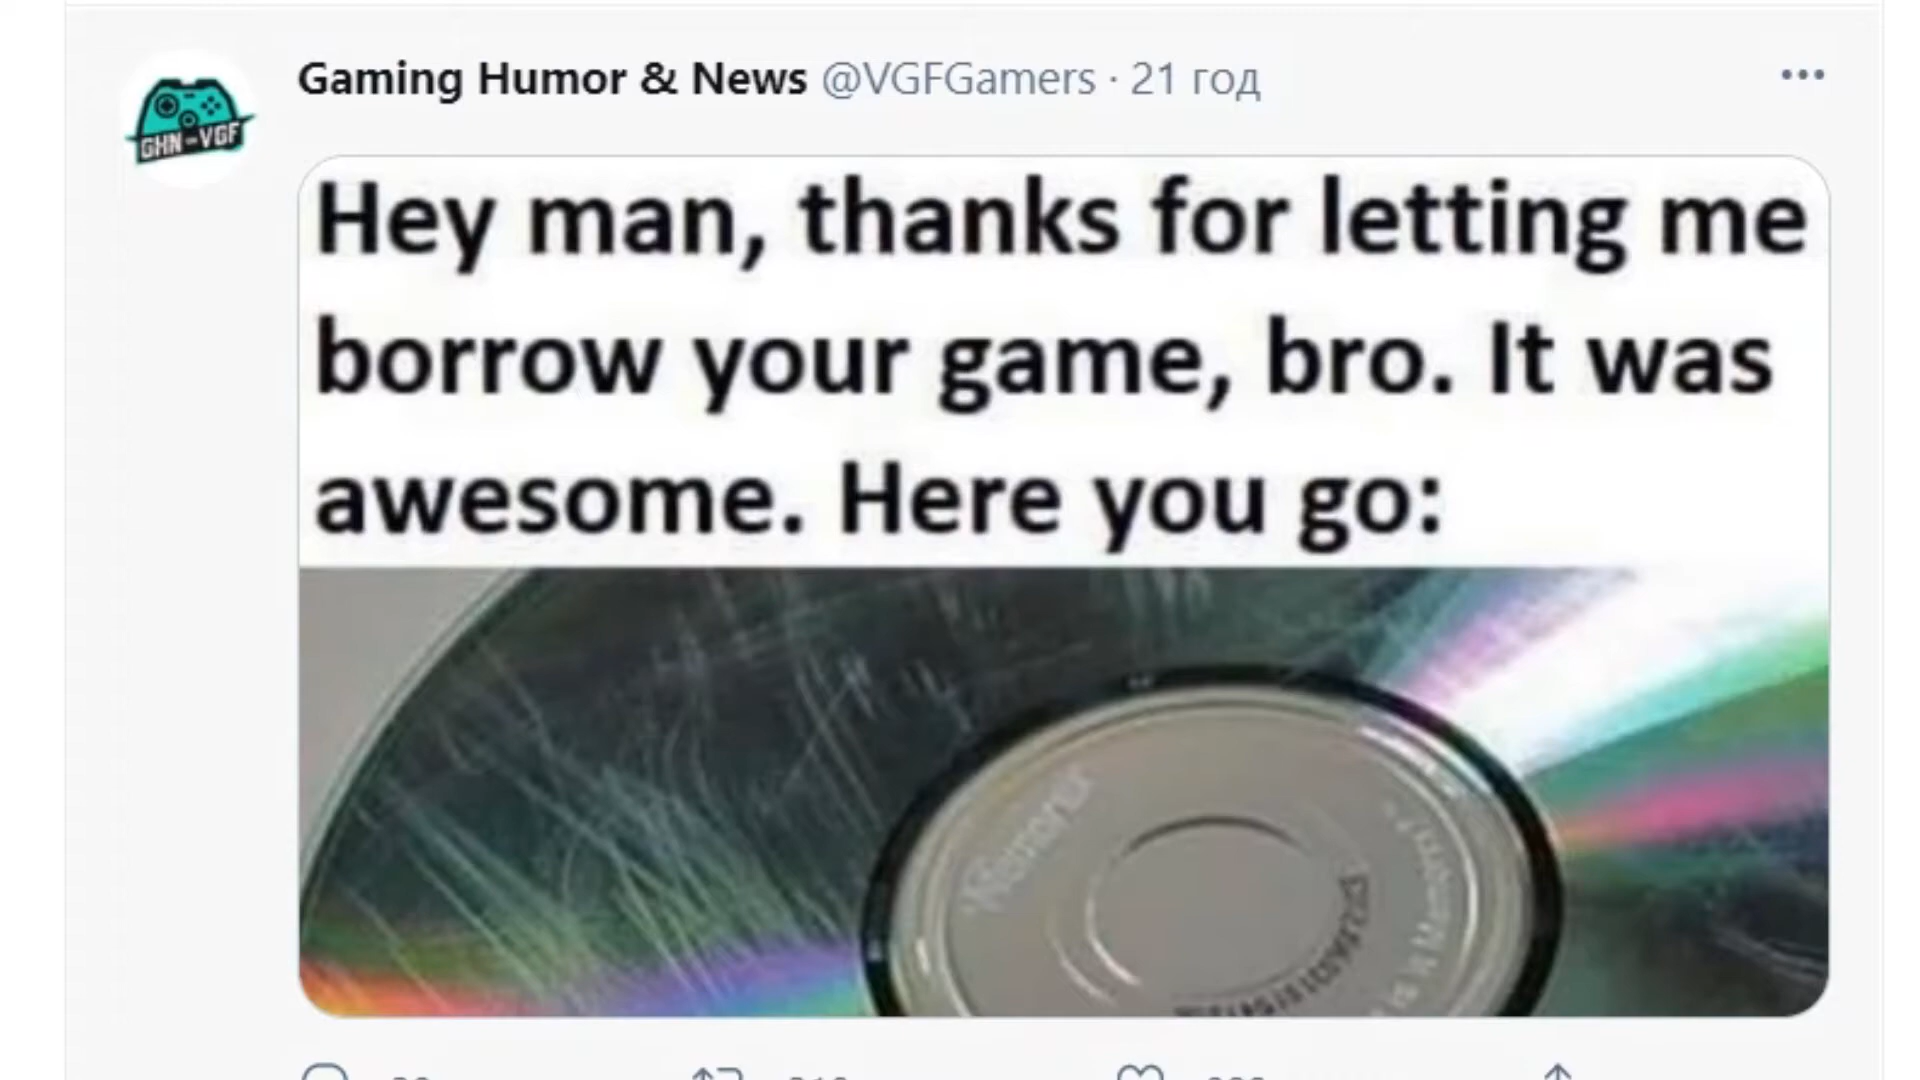 Gaming Humor & News @VGFGamers · 21 год
GHN-VGF
Hey man, thanks for letting me
borrow your game, bro. It was
awesome. Here you go: